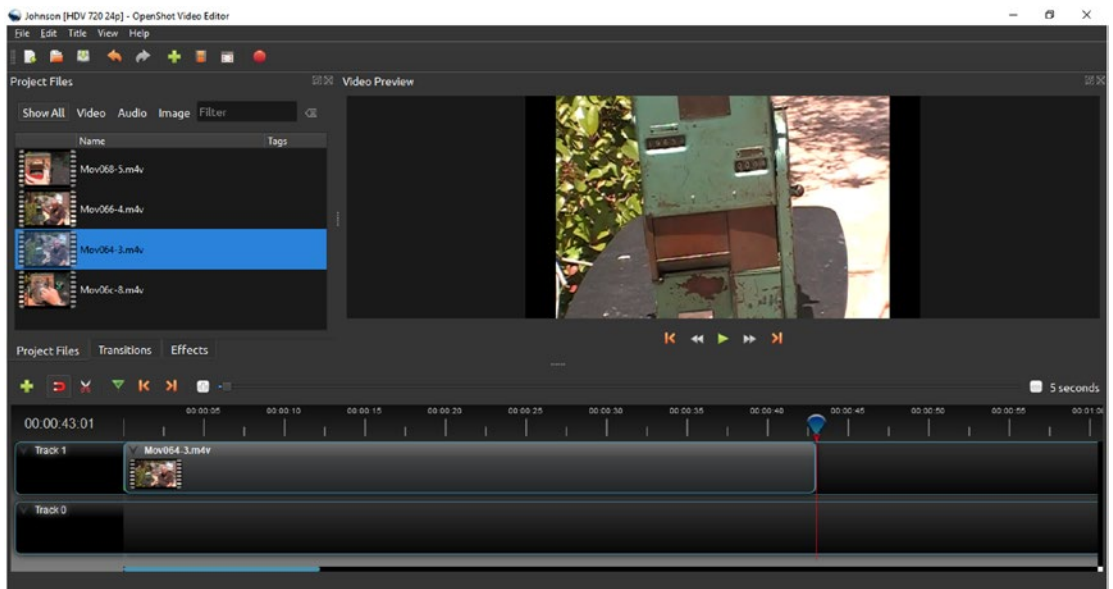 Johnson [HDV 720 24p] - OpenShot Video Editor
File Edit Title View Help
Project Files
Video Preview
Show All Video Audio Image Filter
Name Tags
Mov068-5.m4v
Mov066-4.m4v
Mov064-3.m4v
Mov06c-8.m4v
Project Files Transitions Effects
5 seconds
00:00:43:01
00:00:05 00:00:10 00:00:15 00:00:20 00:00:25 00:00:30 00:00:35 00:00:40 00:00:45 00:00:50 00:00:55
Track 1
Mov064-3.m4v
Track 0